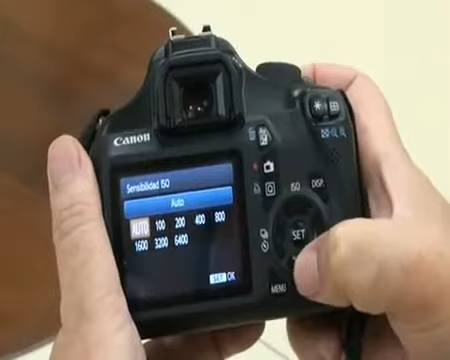 Canon
Sensibilidad ISO
Auto
AUTO 100 200 400 800
1600 3200 6400
SET OK
ISO DISP.
SET
MENU